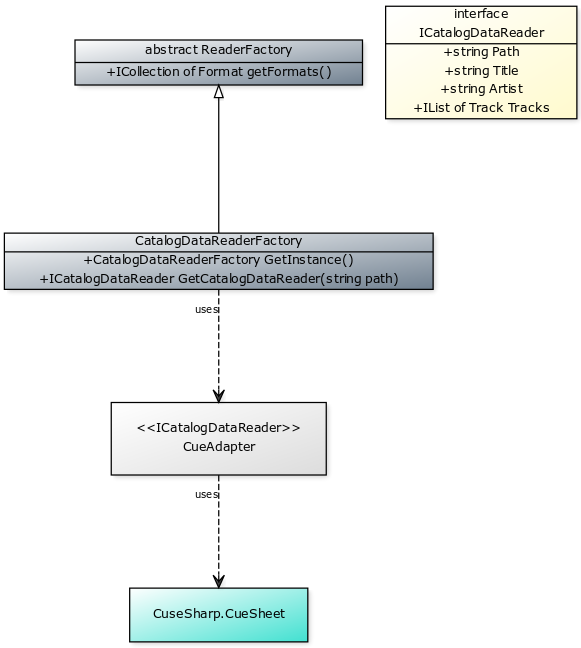 abstract ReaderFactory
+ICollection of Format getFormats()
interface
ICatalogDataReader
+string Path
+string Title
+string Artist
+IList of Track Tracks
CatalogDataReaderFactory
+CatalogDataReaderFactory GetInstance()
+ICatalogDataReader GetCatalogDataReader(string path)
uses
<<ICatalogDataReader>>
CueAdapter
uses
CuseSharp.CueSheet